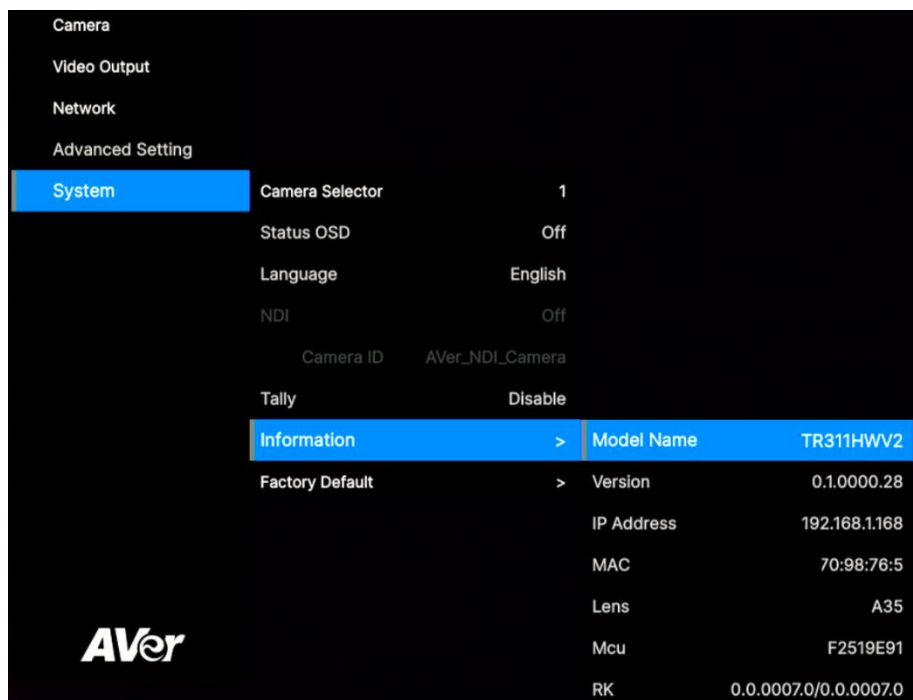 Camera
Video Output
Network
Advanced Setting
System
Camera Selector 1
Status OSD Off
Language English
NDI Off
Camera ID AVer_NDI_Camera
Tally Disable
Information > Model Name TR311HWV2
Factory Default > Version 0.1.0000.28
IP Address 192.168.1.168
MAC 70:98:76:5
Lens A35
Mcu F2519E91
RK 0.0.0007.0/0.0.0007.0
AVer